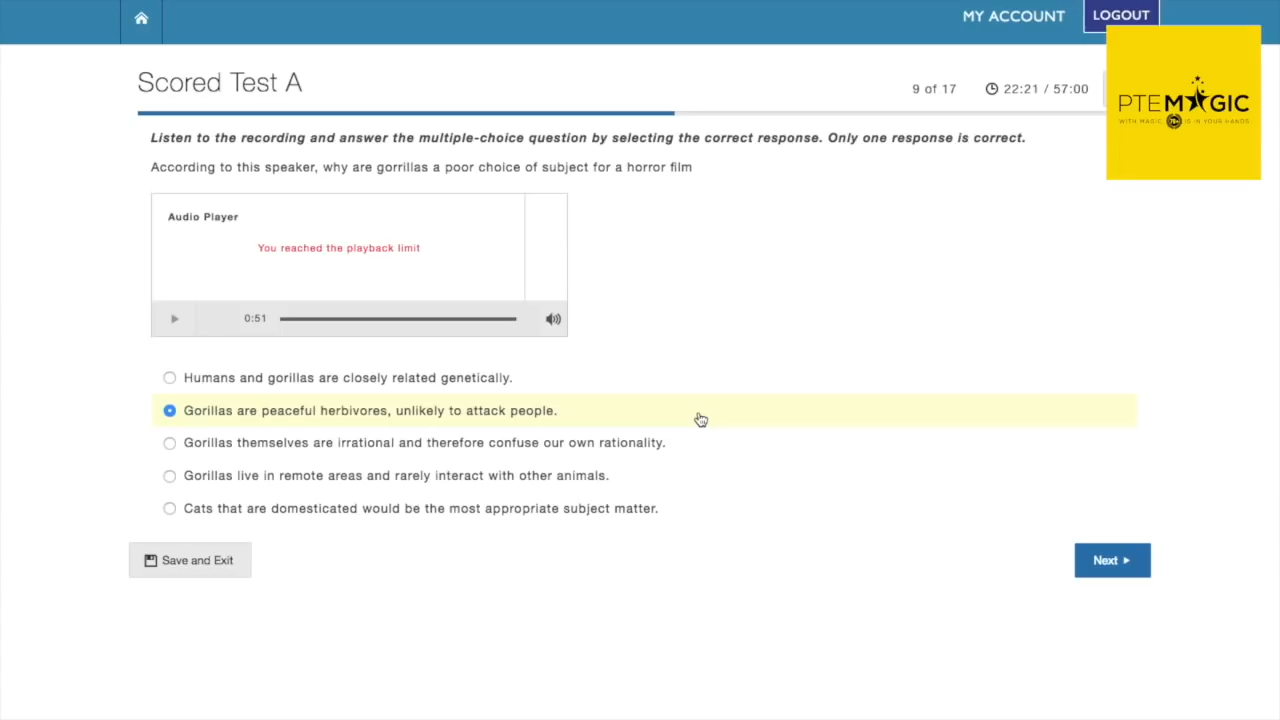 MY ACCOUNT
LOGOUT
Scored Test A
9 of 17
22:21 / 57:00
PTEMAGIC
WITH MAGIC 79+ IS IN YOUR HANDS
Listen to the recording and answer the multiple-choice question by selecting the correct response. Only one response is correct.
According to this speaker, why are gorrillas a poor choice of subject for a horror film
Audio Player
You reached the playback limit
0:51
Humans and gorillas are closely related genetically.
Gorillas are peaceful herbivores, unlikely to attack people.
Gorillas themselves are irrational and therefore confuse our own rationality.
Gorillas live in remote areas and rarely interact with other animals.
Cats that are domesticated would be the most appropriate subject matter.
Save and Exit
Next